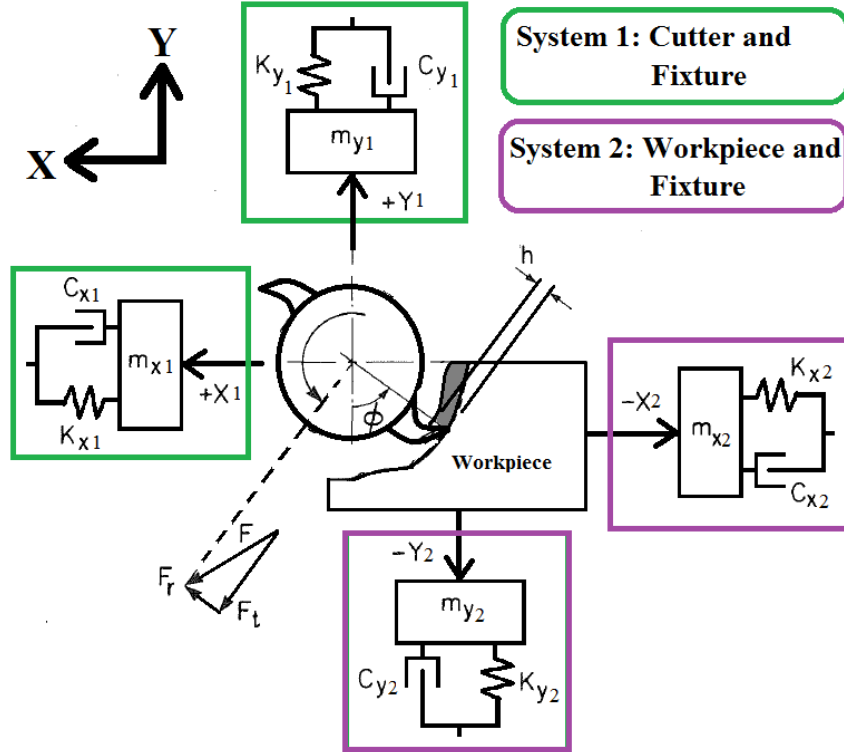 Y
X
System 1: Cutter and
Fixture
System 2: Workpiece and
Fixture
Ky1
Cy1
my1
+Y1
h
Cx1
mx1
+X1
Kx1
Φ
Workpiece
−X2
mx2
Kx2
Cx2
F
Fr
Ft
−Y2
my2
Cy2
Ky2